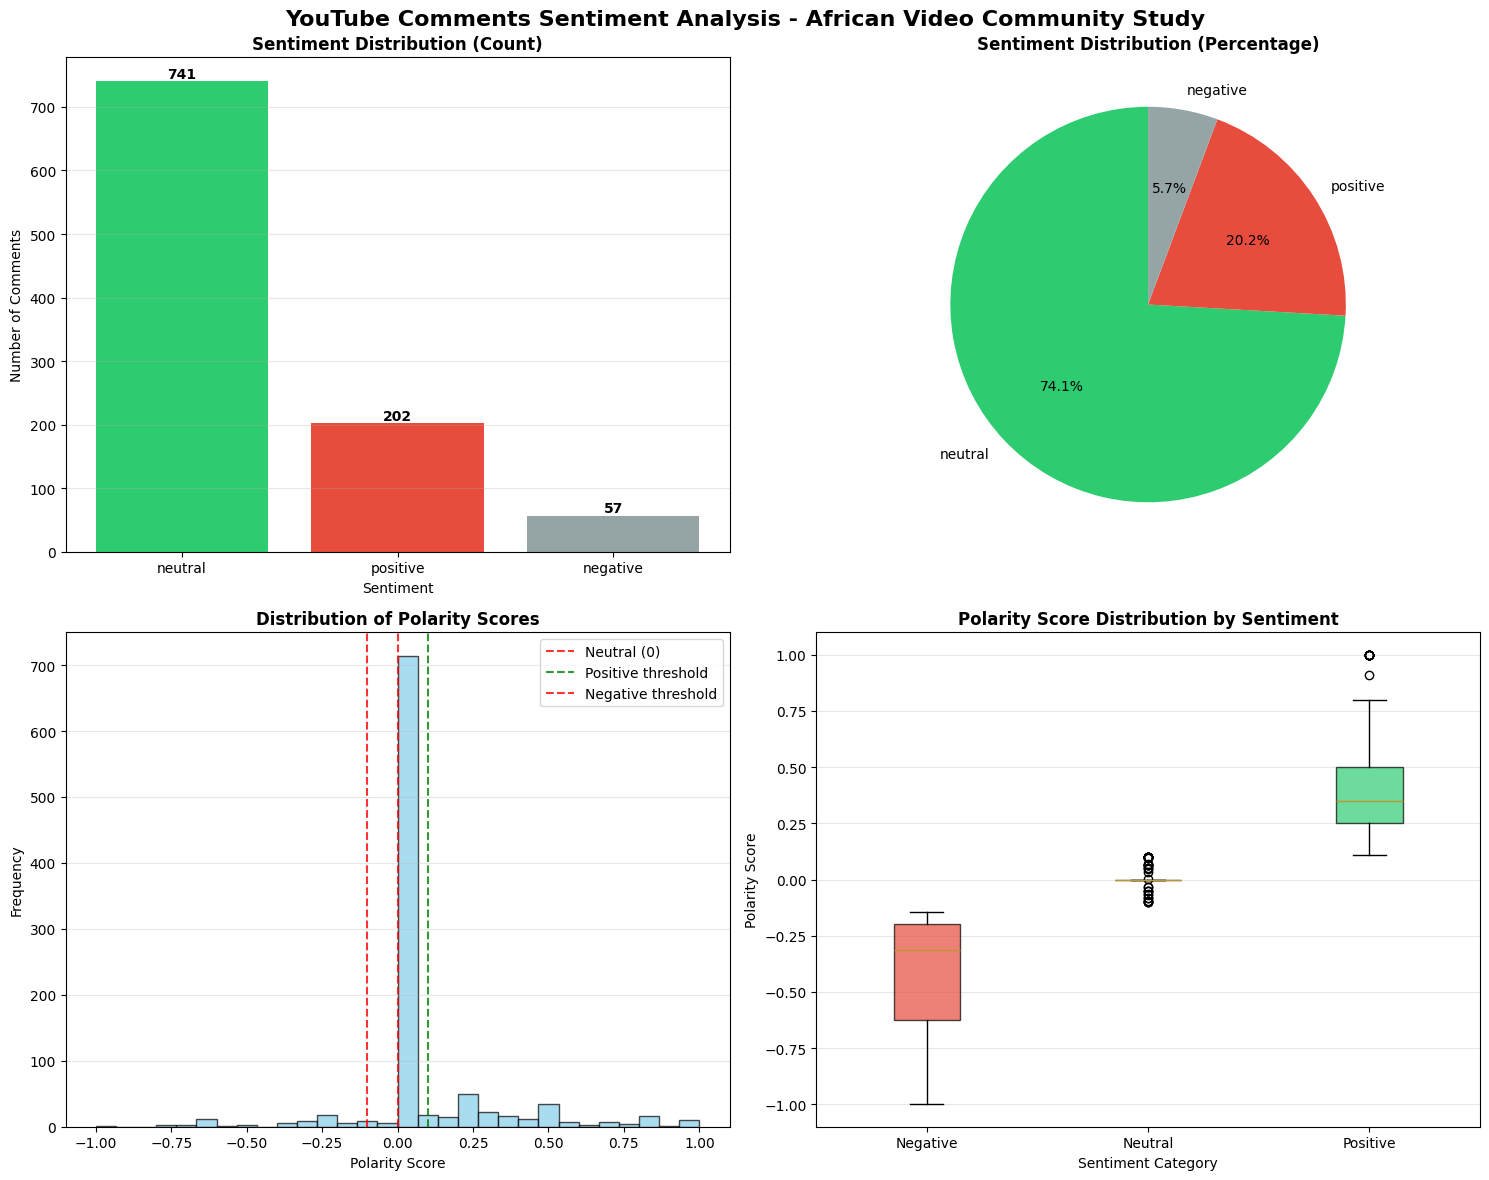 YouTube Comments Sentiment Analysis - African Video Community Study
Sentiment Distribution (Count)
Number of Comments
700
600
500
400
300
200
100
0
741
202
57
neutral
positive
negative
Sentiment
Sentiment Distribution (Percentage)
negative
positive
neutral
5.7%
20.2%
74.1%
Distribution of Polarity Scores
Frequency
700
600
500
400
300
200
100
0
Neutral (0)
Positive threshold
Negative threshold
−1.00
−0.75
−0.50
−0.25
0.00
0.25
0.50
0.75
1.00
Polarity Score
Polarity Score Distribution by Sentiment
Polarity Score
1.00
0.75
0.50
0.25
0.00
−0.25
−0.50
−0.75
−1.00
Negative
Neutral
Positive
Sentiment Category